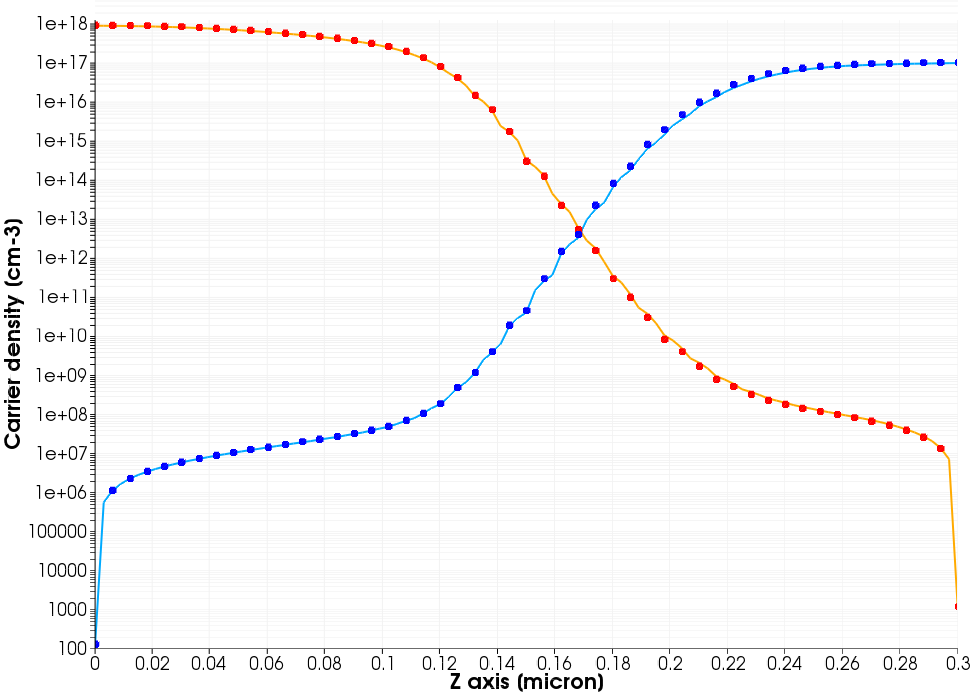 Carrier density (cm-3)
1e+18
1e+17
1e+16
1e+15
1e+14
1e+13
1e+12
1e+11
1e+10
1e+09
1e+08
1e+07
1e+06
100000
10000
1000
100
0 0.02 0.04 0.06 0.08 0.1 0.12 0.14 0.16 0.18 0.2 0.22 0.24 0.26 0.28 0.3
Z axis (micron)